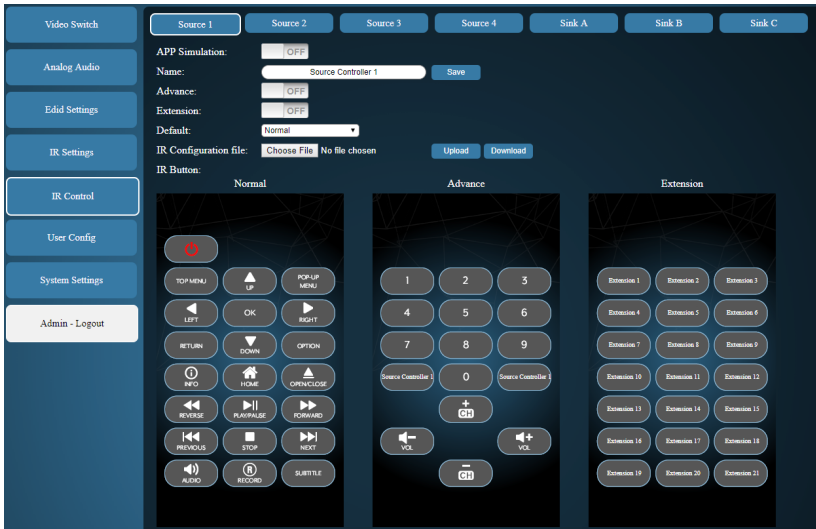 Video Switch
Analog Audio
Edid Settings
IR Settings
IR Control
User Config
System Settings
Admin - Logout
Source 1 Source 2 Source 3 Source 4 Sink A Sink B Sink C
APP Simulation: OFF
Name: Source Controller 1 Save
Advance: OFF
Extension: OFF
Default: Normal
IR Configuration file: Choose File No file chosen Upload Download
IR Button:
Normal Advance Extension
TOP MENU UP POP-UP MENU
LEFT OK RIGHT
RETURN DOWN OPTION
INFO HOME OPEN/CLOSE
REVERSE PLAY/PAUSE FORWARD
PREVIOUS STOP NEXT
AUDIO R RECORD SUBTITLE
1 2 3
4 5 6
7 8 9
Source Controller 1 0 Source Controller 1
+ CH
VOL VOL
CH
Extension 1 Extension 2 Extension 3
Extension 4 Extension 5 Extension 6
Extension 7 Extension 8 Extension 9
Extension 10 Extension 11 Extension 12
Extension 13 Extension 14 Extension 15
Extension 16 Extension 17 Extension 18
Extension 19 Extension 20 Extension 21